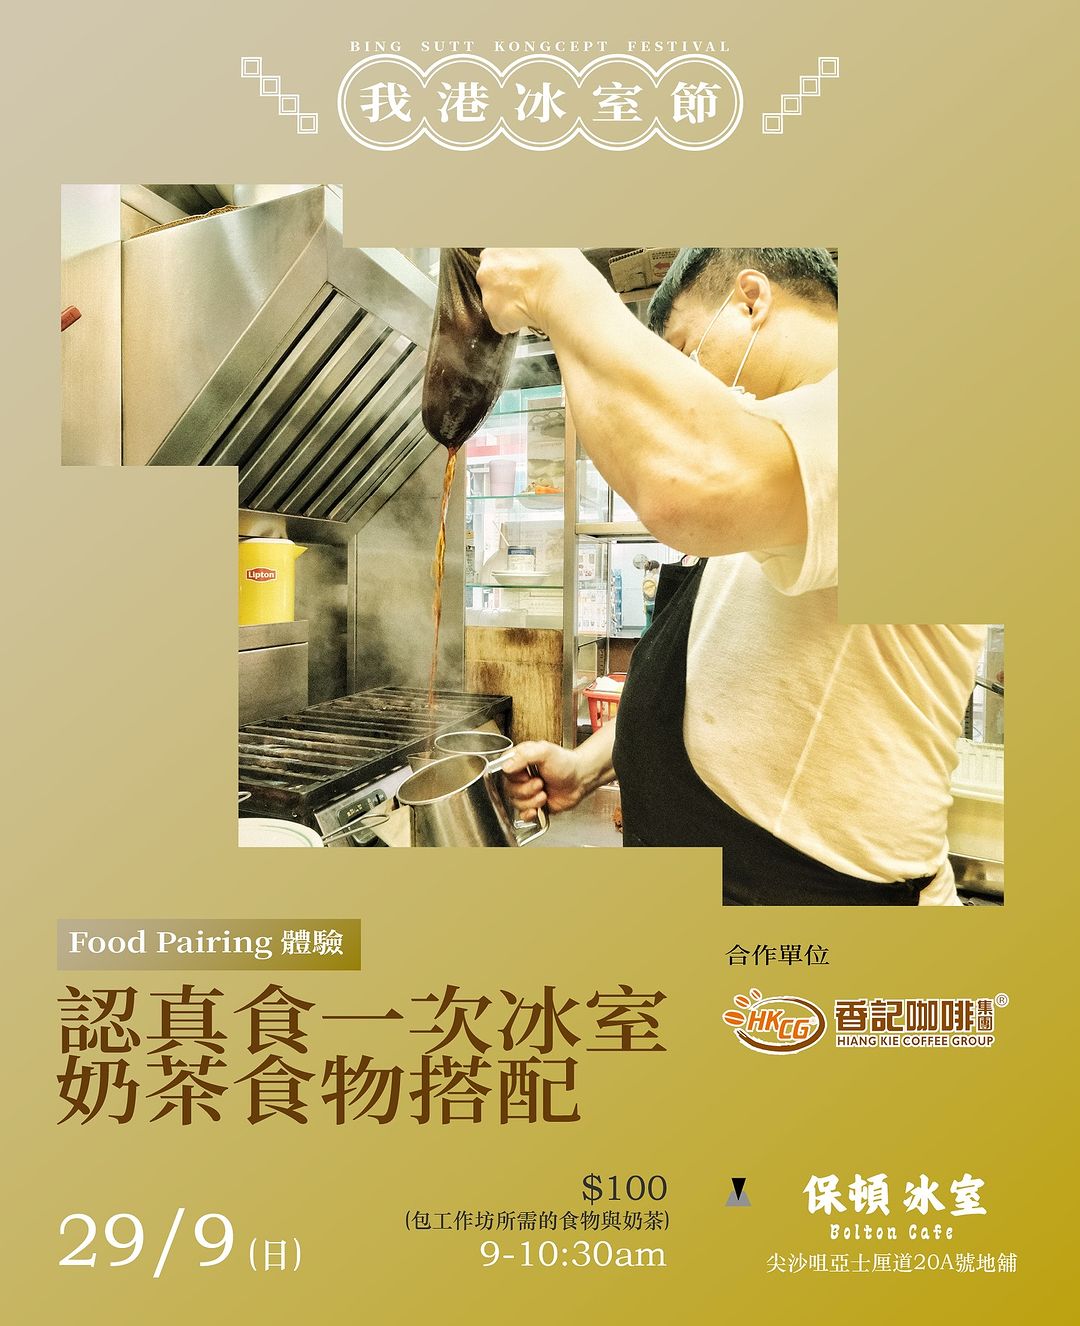 BING SUTT KONGCEPT FESTIVAL
我港冰室節
Lipton
Food Pairing 體驗
認真食一次冰室
奶茶食物搭配
合作單位
HKCG
香記咖啡集團®
HIANG KIE COFFEE GROUP
$100
(包工作坊所需的食物與奶茶)
29/9 (日)
9-10:30am
保頓冰室
Bolton Cafe
尖沙咀亞士厘道20A號地舖